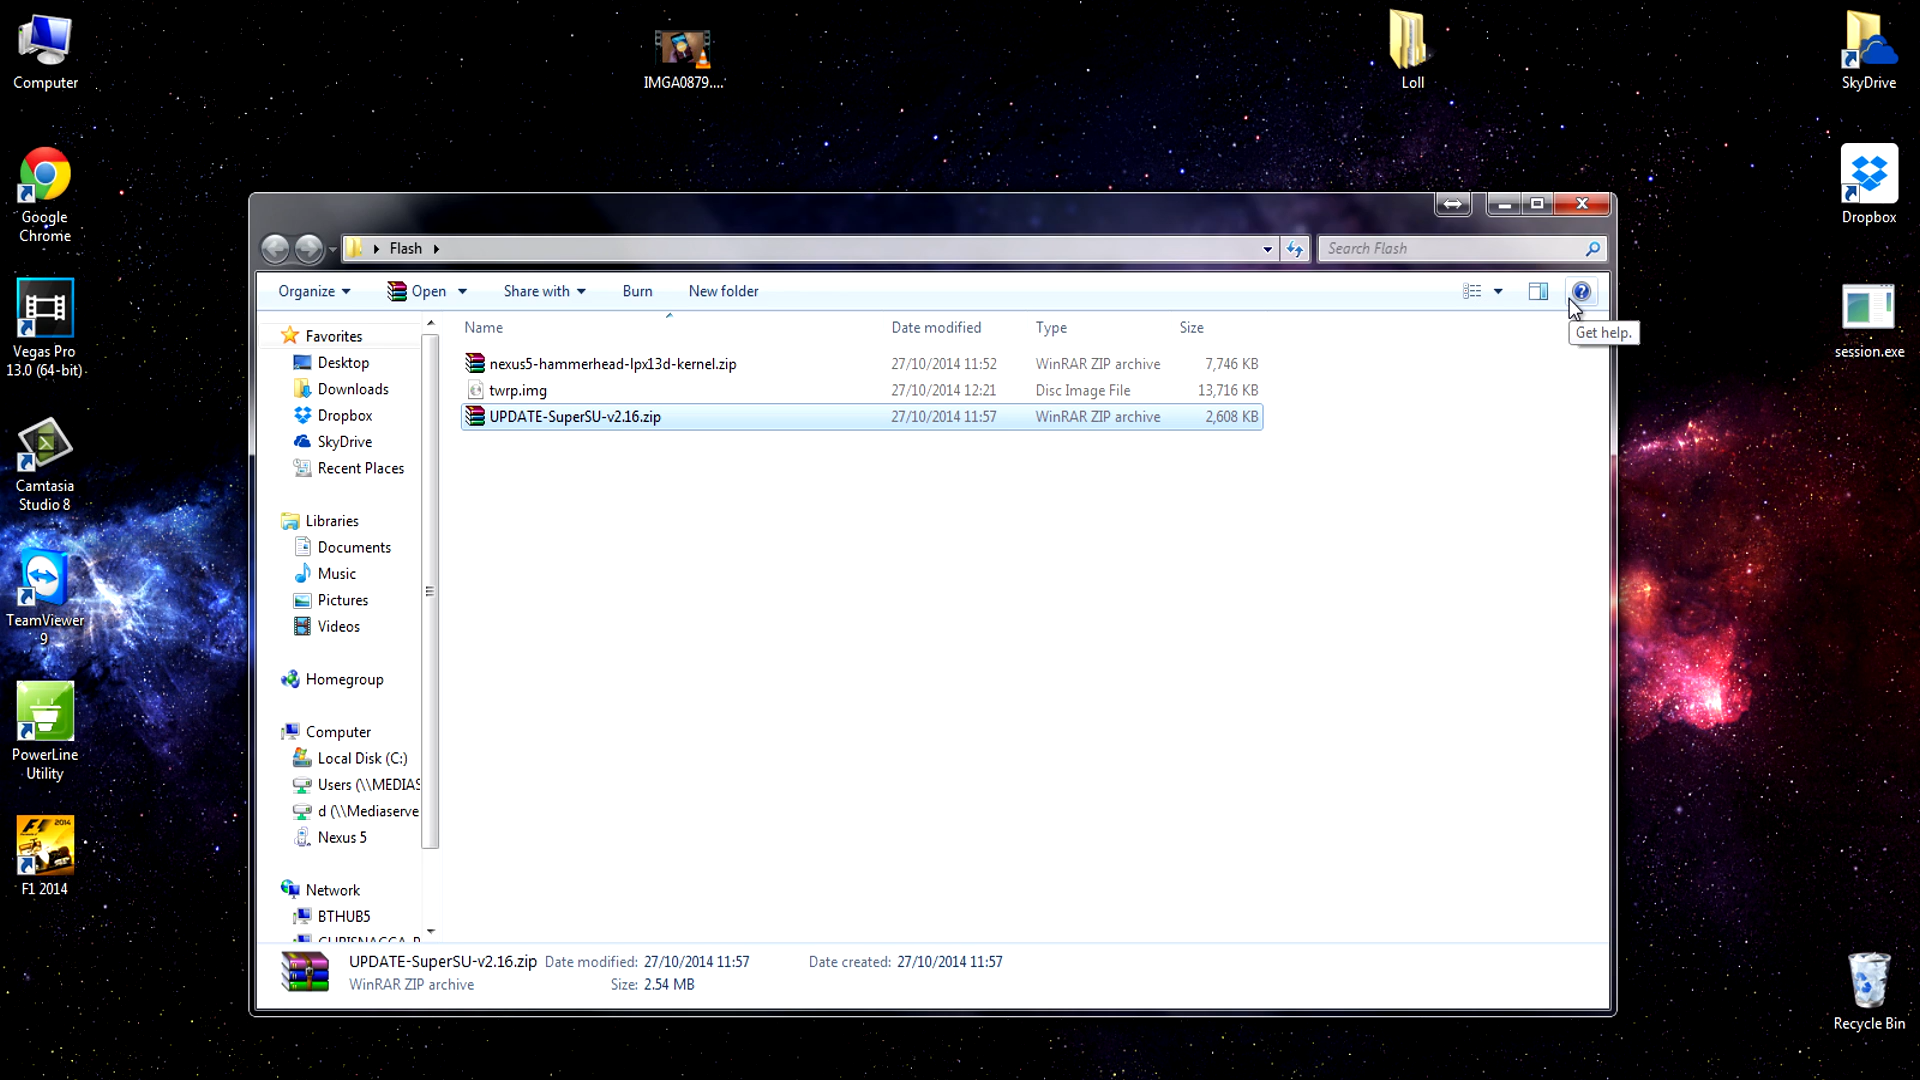 Computer
IMGA0879....
Loll
SkyDrive
Google
Chrome
Dropbox
Vegas Pro
13.0 (64-bit)
session.exe
Camtasia
Studio 8
TeamViewer
9
PowerLine
Utility
F1 2014
2014
F1 2014
Recycle Bin
Flash
Search Flash
Organize
Open
Share with
Burn
New folder
Get help.
Name
Date modified
Type
Size
nexus5-hammerhead-lpx13d-kernel.zip 27/10/2014 11:52 WinRAR ZIP archive 7,746 KB
twrp.img 27/10/2014 12:21 Disc Image File 13,716 KB
UPDATE-SuperSU-v2.16.zip 27/10/2014 11:57 WinRAR ZIP archive 2,608 KB
Favorites
Desktop
Downloads
Dropbox
SkyDrive
Recent Places
Libraries
Documents
Music
Pictures
Videos
Homegroup
Computer
Local Disk (C:)
Users (\\MEDIAS
d (\\Mediaserve
Nexus 5
Network
BTHUB5
UPDATE-SuperSU-v2.16.zip Date modified: 27/10/2014 11:57 Date created: 27/10/2014 11:57
WinRAR ZIP archive Size: 2.54 MB